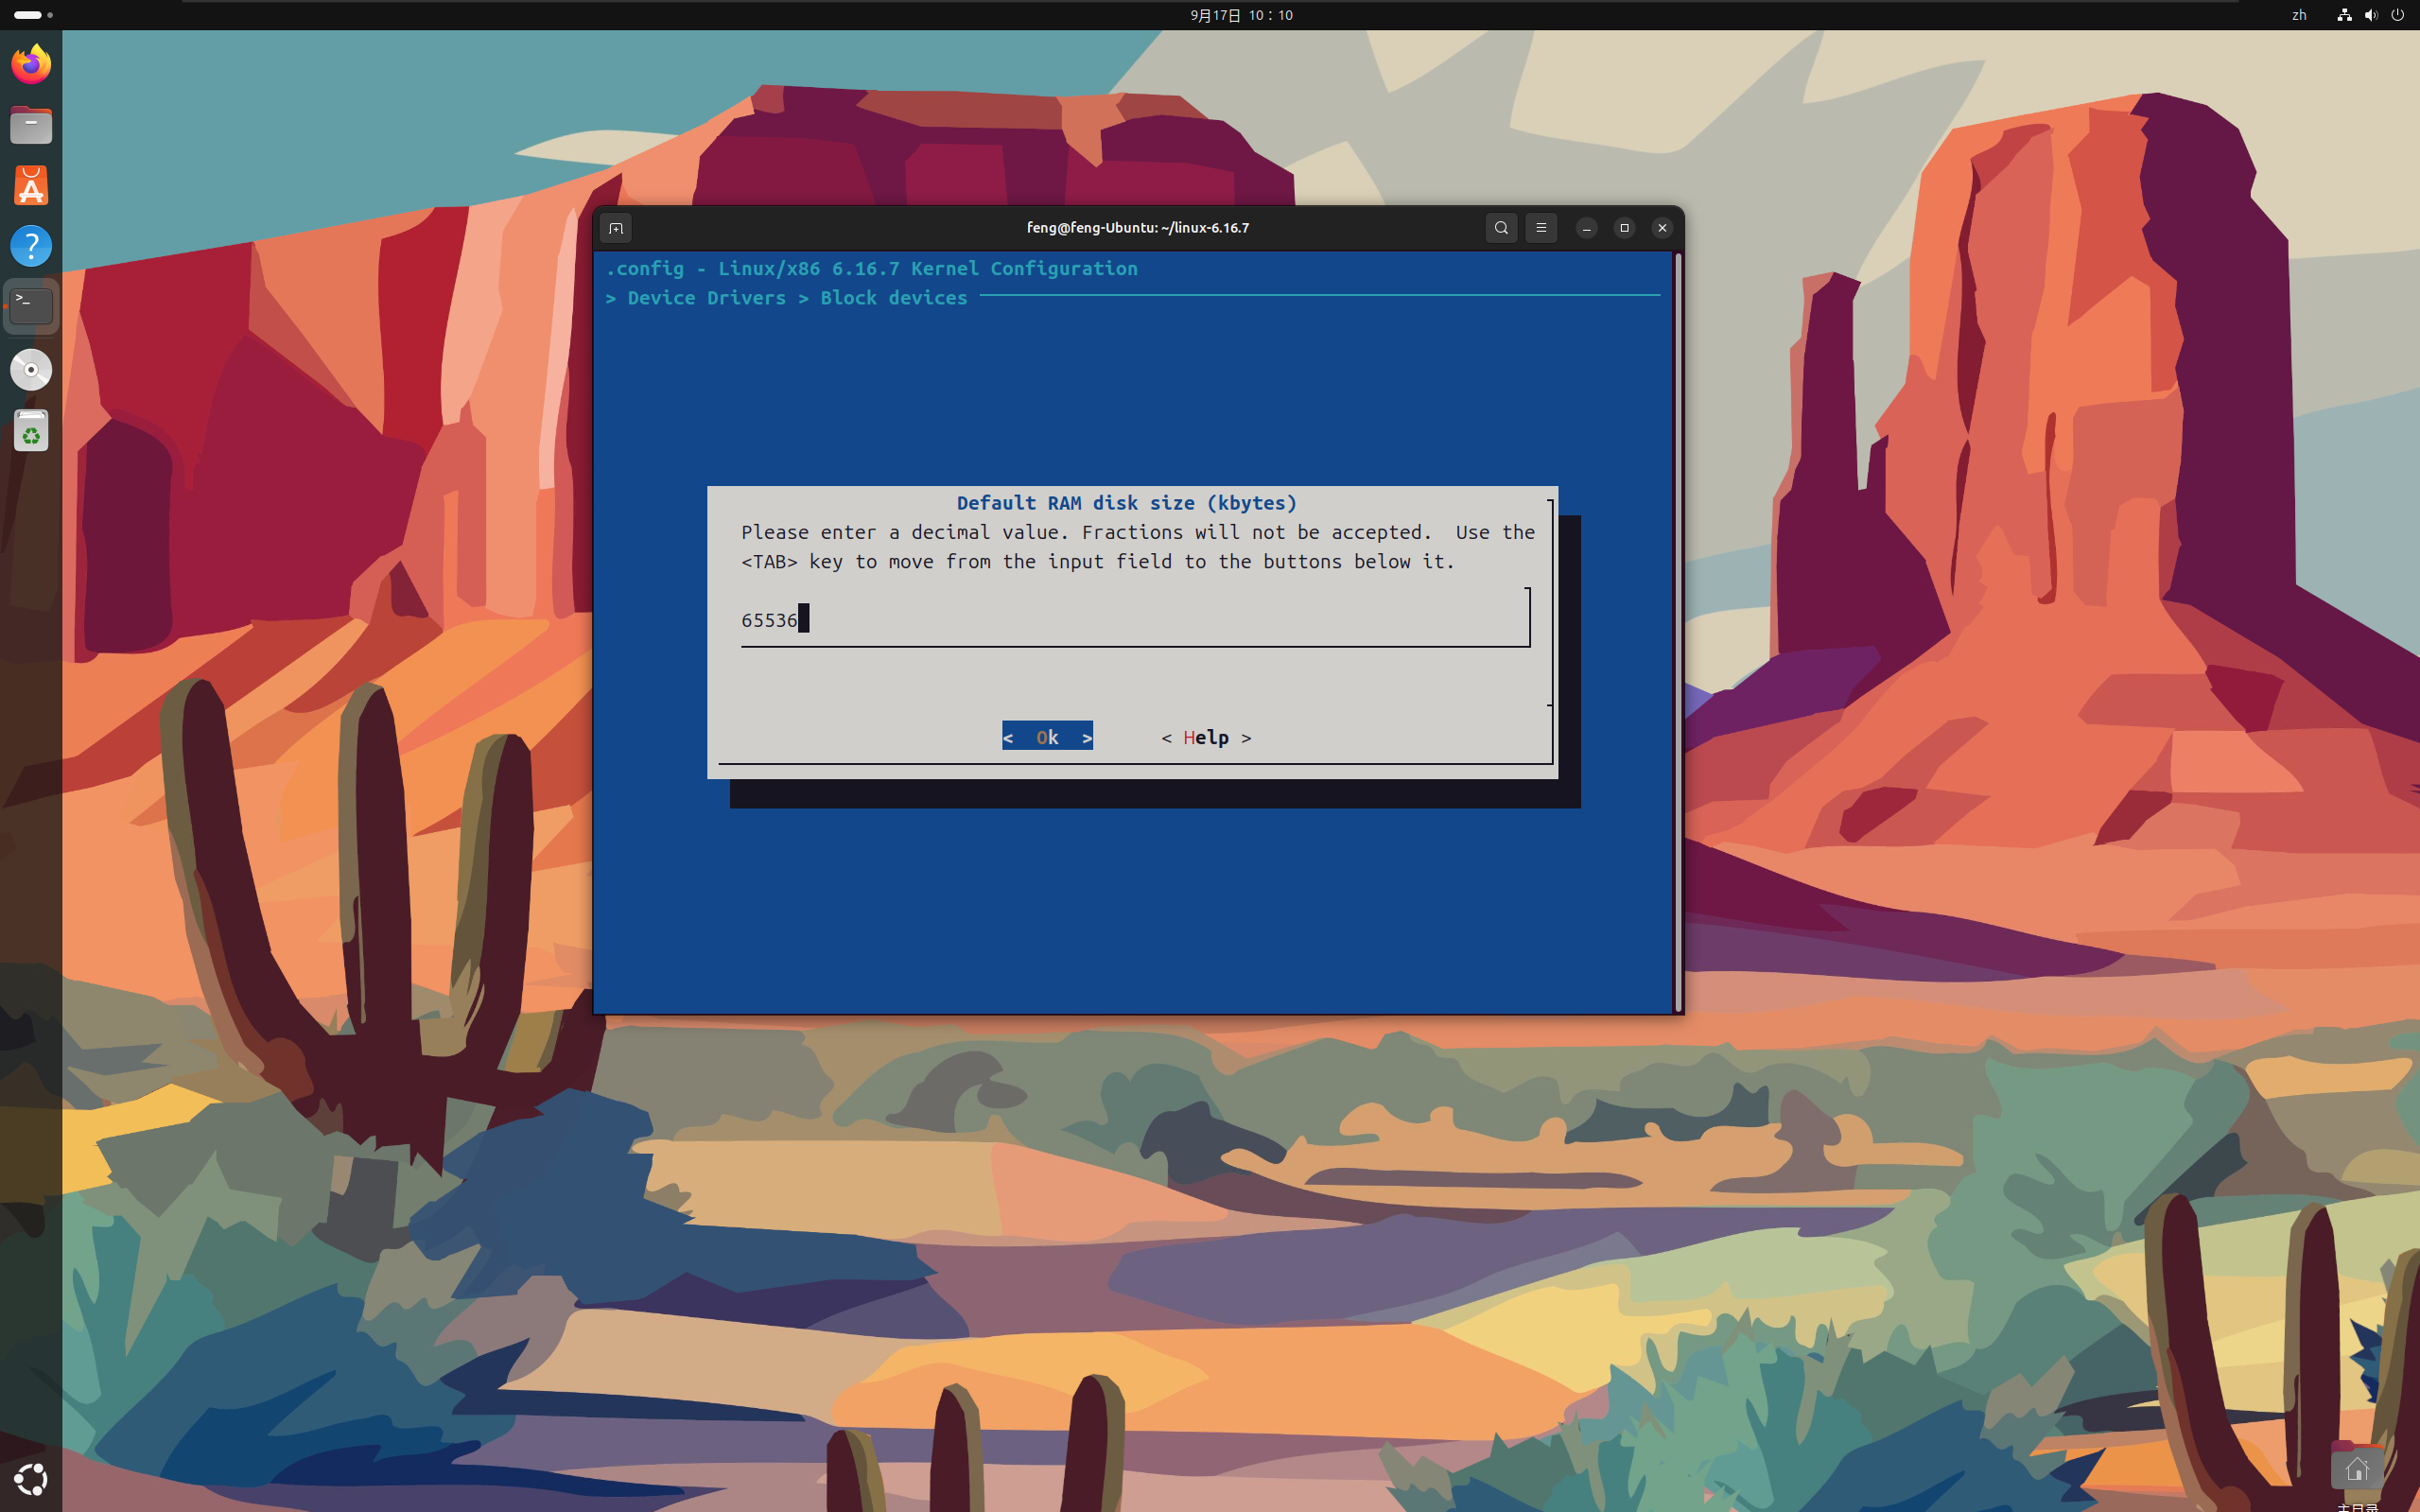 9月17日 10：10
zh
feng@feng-Ubuntu: ~/linux-6.16.7
.config - Linux/x86 6.16.7 Kernel Configuration
> Device Drivers > Block devices
Default RAM disk size (kbytes)
Please enter a decimal value. Fractions will not be accepted.  Use the
<TAB> key to move from the input field to the buttons below it.
65536
<  Ok  >
< Help >
主目录